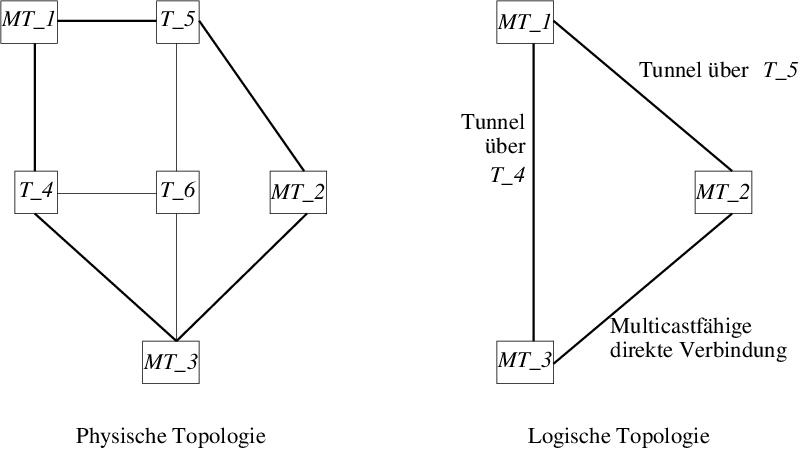 MT_1
T_5
T_4
T_6
MT_2
MT_3
Physische Topologie
MT_1
Tunnel über T_5
Tunnel
über
T_4
MT_2
Multicastfähige
direkte Verbindung
MT_3
Logische Topologie